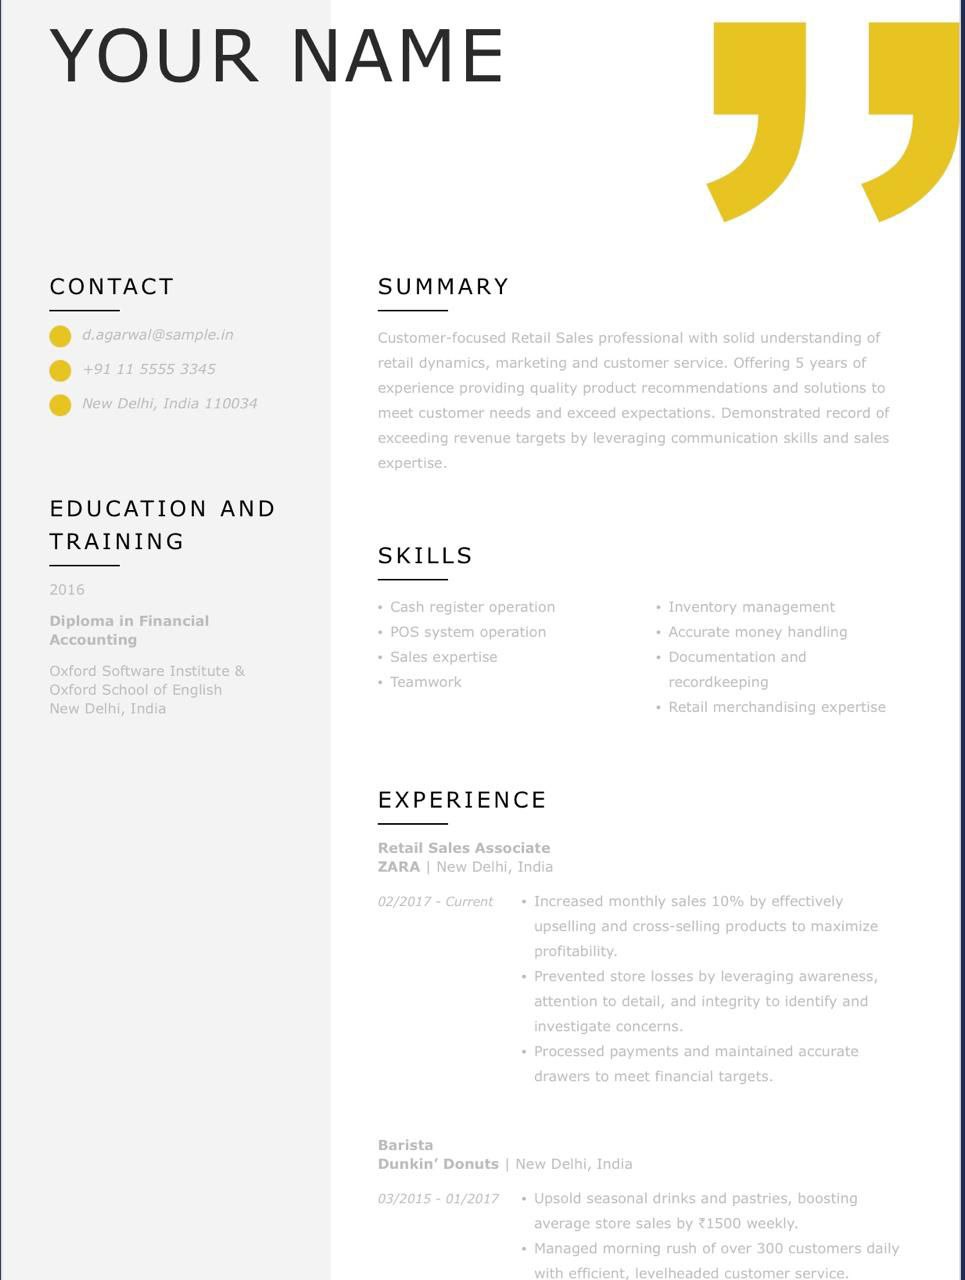 YOUR NAME
CONTACT
d.agarwal@sample.in
+91 11 5555 3345
New Delhi, India 110034
EDUCATION AND
TRAINING
2016
Diploma in Financial
Accounting
Oxford Software Institute &
Oxford School of English
New Delhi, India
SUMMARY
Customer-focused Retail Sales professional with solid understanding of
retail dynamics, marketing and customer service. Offering 5 years of
experience providing quality product recommendations and solutions to
meet customer needs and exceed expectations. Demonstrated record of
exceeding revenue targets by leveraging communication skills and sales
expertise.
SKILLS
• Cash register operation
• POS system operation
• Sales expertise
• Teamwork
• Inventory management
• Accurate money handling
• Documentation and
recordkeeping
• Retail merchandising expertise
EXPERIENCE
Retail Sales Associate
ZARA | New Delhi, India
02/2017 - Current
• Increased monthly sales 10% by effectively
upselling and cross-selling products to maximize
profitability.
• Prevented store losses by leveraging awareness,
attention to detail, and integrity to identify and
investigate concerns.
• Processed payments and maintained accurate
drawers to meet financial targets.
Barista
Dunkin’ Donuts | New Delhi, India
03/2015 - 01/2017
• Upsold seasonal drinks and pastries, boosting
average store sales by ₹1500 weekly.
• Managed morning rush of over 300 customers daily
with efficient, levelheaded customer service.